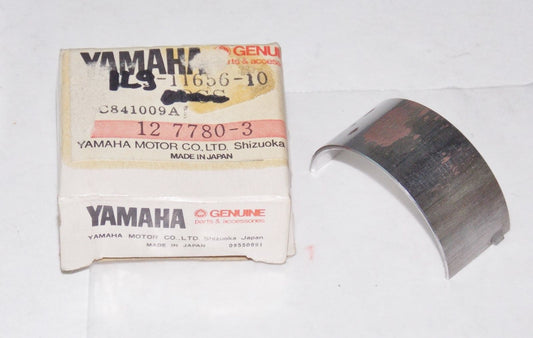 YAMAHA GENUINE
parts & accessories
1L9-11656-10
C841009A
12 7780-3
YAMAHA MOTOR CO.,LTD. Shizuoka
MADE IN JAPAN
YAMAHA GENUINE
parts & accessories
YAMAHA MOTOR CO.,LTD. Shizuoka Japan
MADE IN JAPAN 09550001